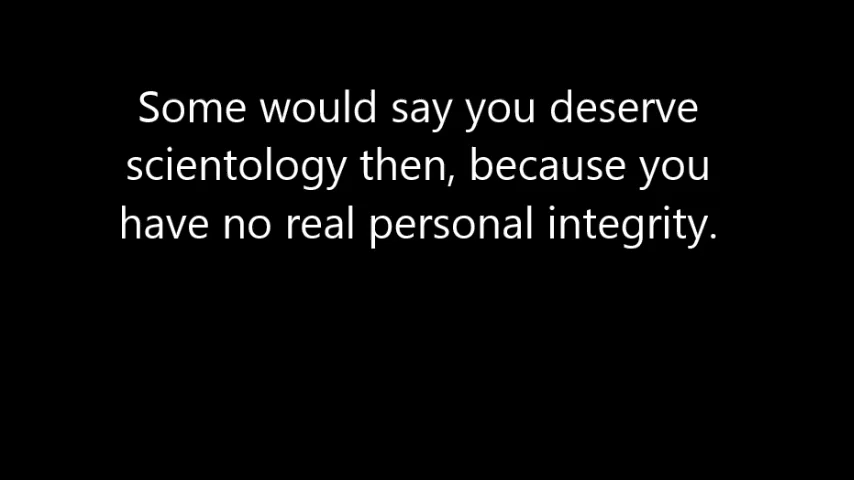 Some would say you deserve
scientology then, because you
have no real personal integrity.